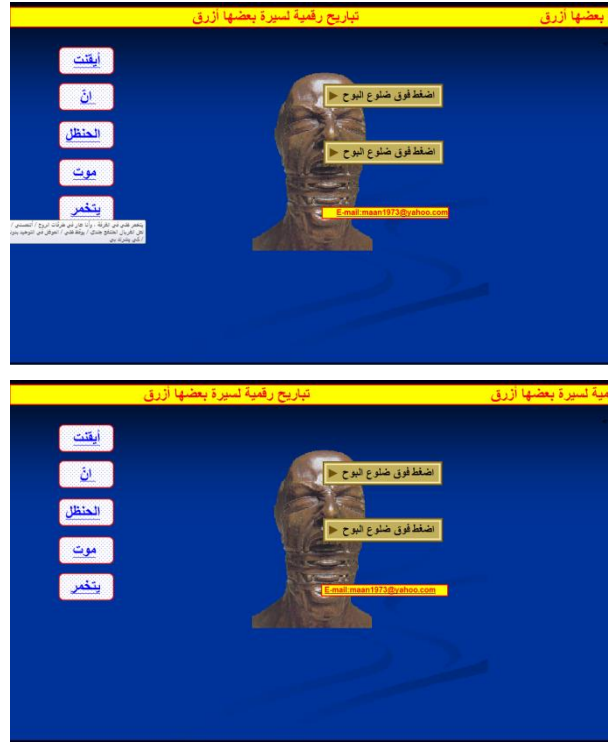 تباريح رقمية لسيرة بعضها أزرق
بعضها أزرق
أيقنت
انّ
الحنظل
موت
يتخمر
اضغط فوق ضلوع البوح
اضغط فوق ضلوع البوح
E-mail:maan1973@yahoo.com
مية لسيرة بعضها أزرق
تباريح رقمية لسيرة بعضها أزرق
أيقنت
انّ
الحنظل
موت
يتخمر
اضغط فوق ضلوع البوح
اضغط فوق ضلوع البوح
E-mail:maan1973@yahoo.com